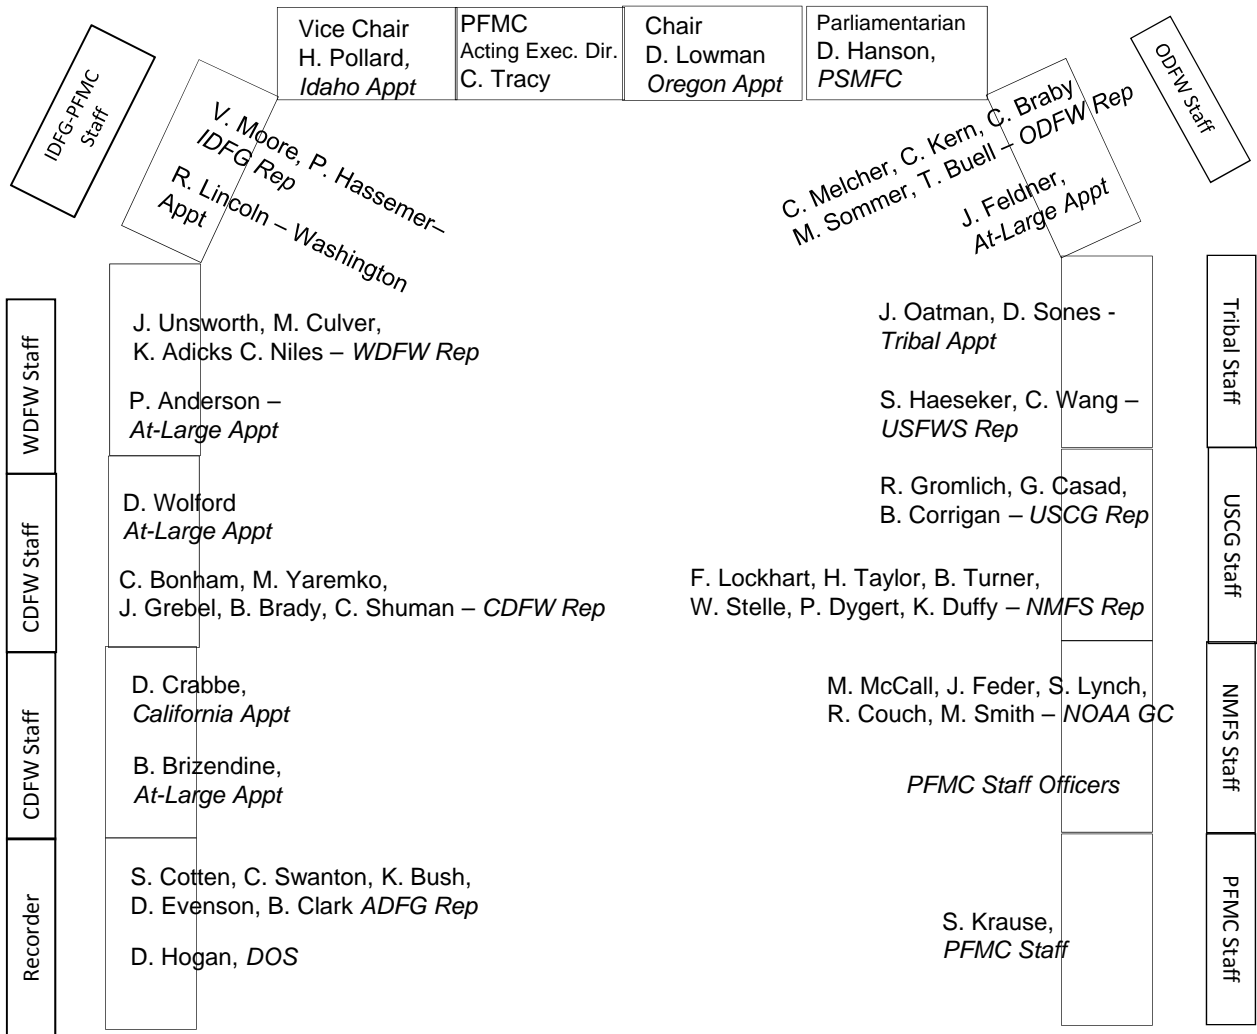 Vice Chair
H. Pollard,
Idaho Appt
PFMC
Acting Exec. Dir.
C. Tracy
Chair
D. Lowman
Oregon Appt
Parliamentarian
D. Hanson,
PSMFC
IDFG-PFMC
Staff
V. Moore, P. Hassemer–
IDFG Rep
R. Lincoln – Washington
Appt
C. Melcher, C. Kern, C. Braby
M. Sommer, T. Buell – ODFW Rep
J. Feldner,
At-Large Appt
ODFW Staff
WDFW Staff
J. Unsworth, M. Culver,
K. Adicks C. Niles – WDFW Rep
P. Anderson –
At-Large Appt
J. Oatman, D. Sones -
Tribal Appt
S. Haeseker, C. Wang –
USFWS Rep
Tribal Staff
CDFW Staff
D. Wolford
At-Large Appt
C. Bonham, M. Yaremko,
J. Grebel, B. Brady, C. Shuman – CDFW Rep
R. Gromlich, G. Casad,
B. Corrigan – USCG Rep
F. Lockhart, H. Taylor, B. Turner,
W. Stelle, P. Dygert, K. Duffy – NMFS Rep
USCG Staff
CDFW Staff
D. Crabbe,
California Appt
B. Brizendine,
At-Large Appt
M. McCall, J. Feder, S. Lynch,
R. Couch, M. Smith – NOAA GC
PFMC Staff Officers
NMFS Staff
Recorder
S. Cotten, C. Swanton, K. Bush,
D. Evenson, B. Clark ADFG Rep
D. Hogan, DOS
S. Krause,
PFMC Staff
PFMC Staff